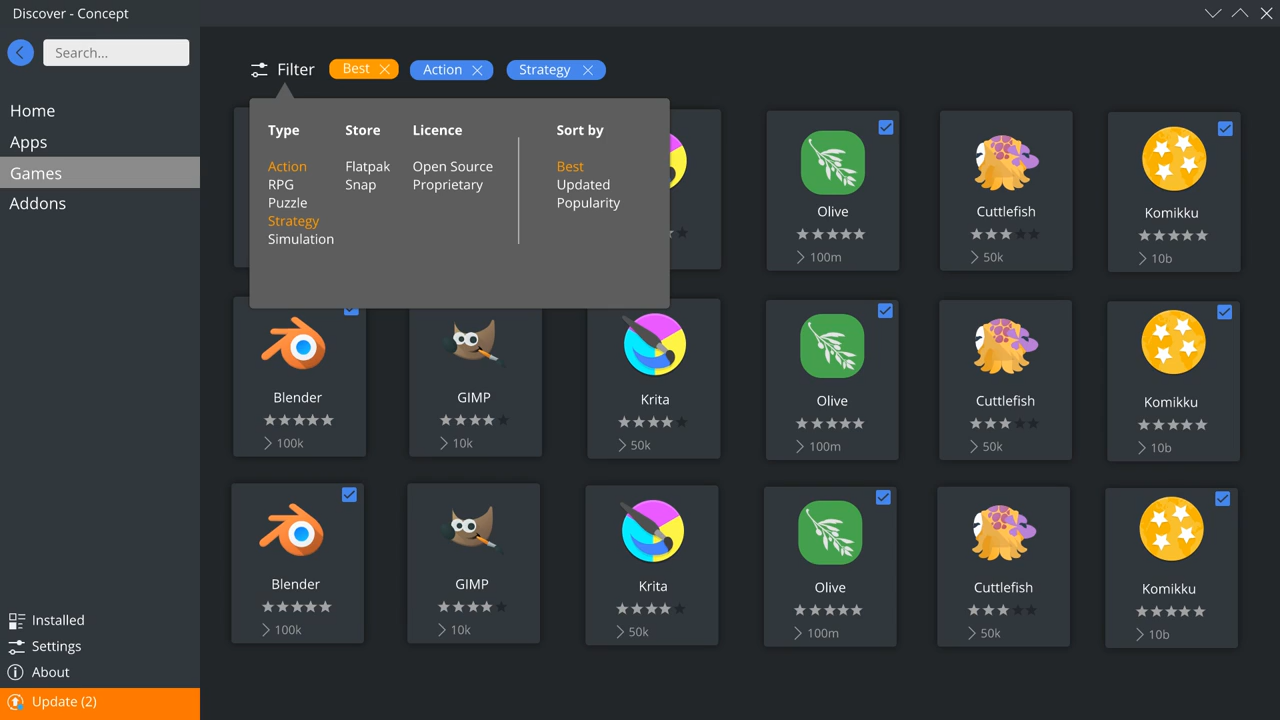 Discover - Concept
Search...
Home
Apps
Games
Addons
Installed
Settings
About
Update (2)
Filter
Best
Action
Strategy
Type
Action
RPG
Puzzle
Strategy
Simulation
Store
Flatpak
Snap
Licence
Open Source
Proprietary
Sort by
Best
Updated
Popularity
Olive
100m
Cuttlefish
50k
Komikku
10b
Blender
100k
GIMP
10k
Krita
50k
Olive
100m
Cuttlefish
50k
Komikku
10b
Blender
100k
GIMP
10k
Krita
50k
Olive
100m
Cuttlefish
50k
Komikku
10b